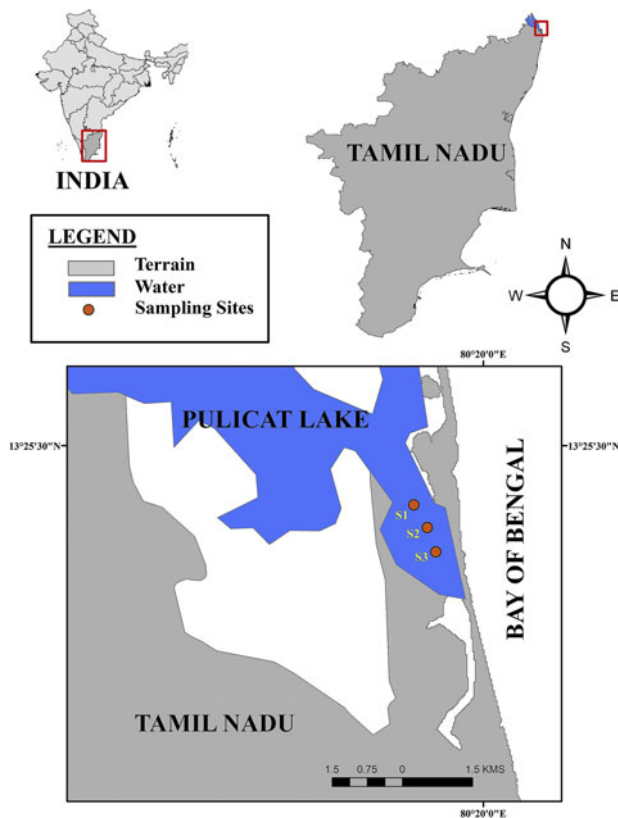 INDIA
TAMIL NADU
LEGEND
Terrain
Water
Sampling Sites
N
W
E
S
80°20'0"E
PULICAT LAKE
13°25'30"N
13°25'30"N
S1
S2
S3
BAY OF BENGAL
TAMIL NADU
1.5 0.75 0 1.5 KMS
80°20'0"E